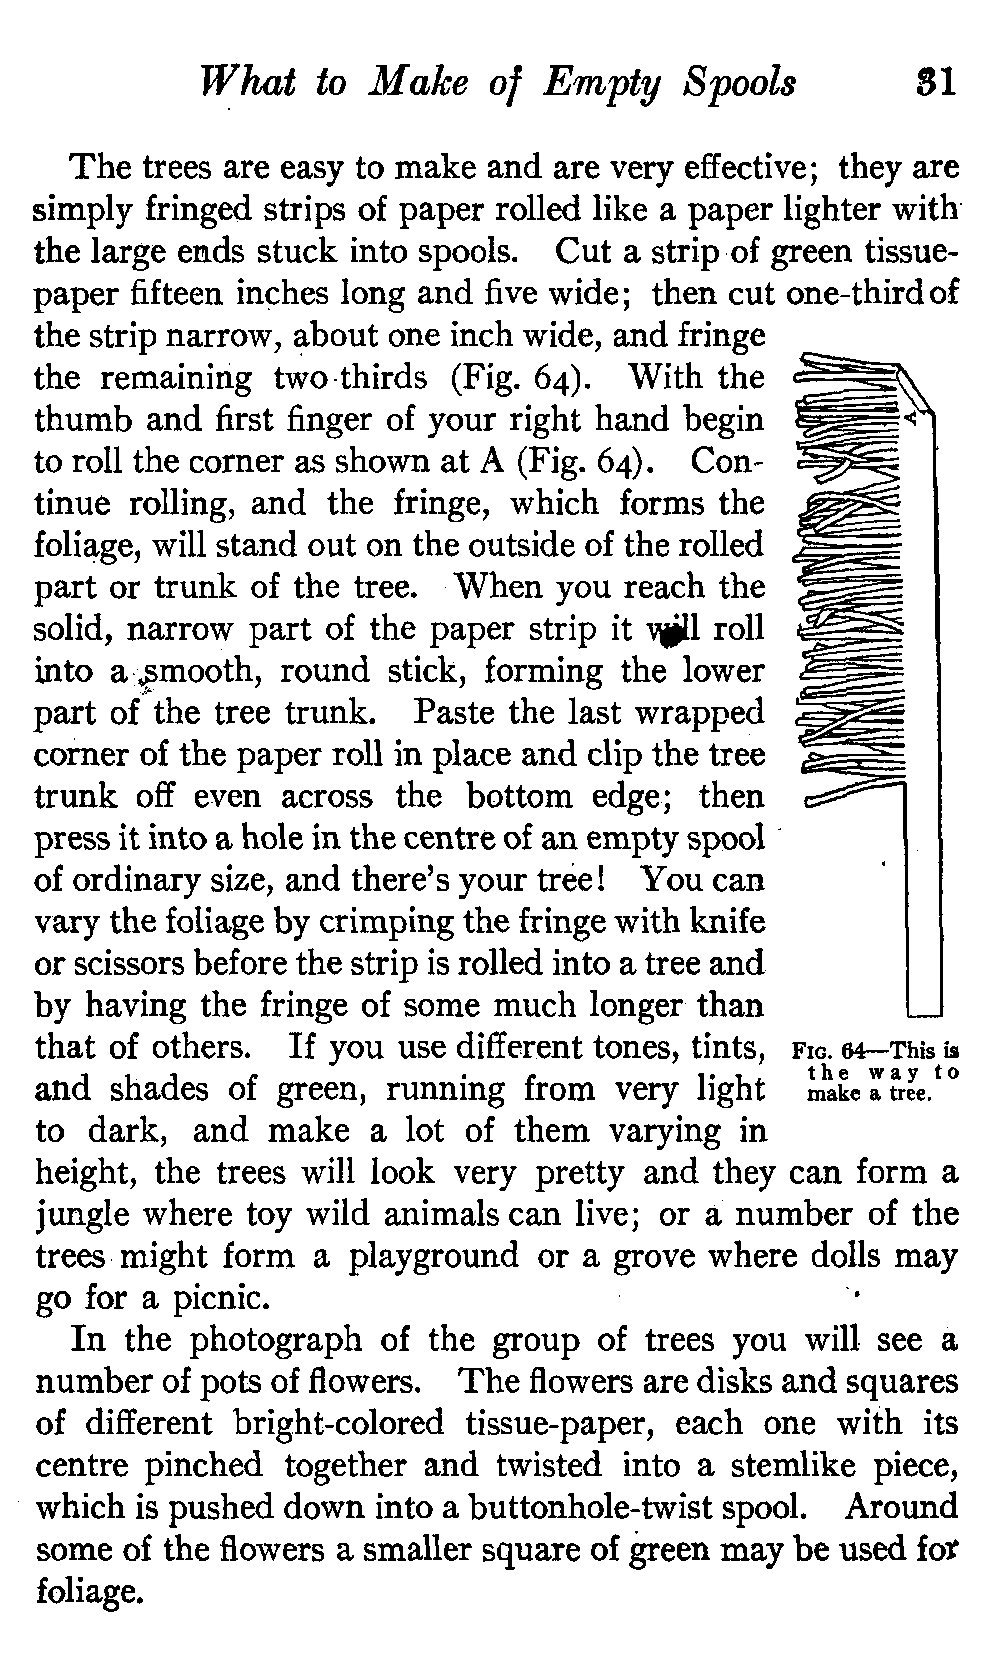 What to Make of Empty Spools 31
The trees are easy to make and are very effective; they are
simply fringed strips of paper rolled like a paper lighter with
the large ends stuck into spools. Cut a strip of green tissue-
paper fifteen inches long and five wide; then cut one-third of
the strip narrow, about one inch wide, and fringe
the remaining two-thirds (Fig. 64). With the
thumb and first finger of your right hand begin
to roll the corner as shown at A (Fig. 64). Con-
tinue rolling, and the fringe, which forms the
foliage, will stand out on the outside of the rolled
part or trunk of the tree. When you reach the
solid, narrow part of the paper strip it will roll
into a smooth, round stick, forming the lower
part of the tree trunk. Paste the last wrapped
corner of the paper roll in place and clip the tree
trunk off even across the bottom edge; then
press it into a hole in the centre of an empty spool
of ordinary size, and there's your tree! You can
vary the foliage by crimping the fringe with knife
or scissors before the strip is rolled into a tree and
by having the fringe of some much longer than
that of others. If you use different tones, tints,
and shades of green, running from very light
to dark, and make a lot of them varying in
height, the trees will look very pretty and they can form a
jungle where toy wild animals can live; or a number of the
trees might form a playground or a grove where dolls may
go for a picnic.
A
FIG. 64—This is
the way to
make a tree.
In the photograph of the group of trees you will see a
number of pots of flowers. The flowers are disks and squares
of different bright-colored tissue-paper, each one with its
centre pinched together and twisted into a stemlike piece,
which is pushed down into a buttonhole-twist spool. Around
some of the flowers a smaller square of green may be used for
foliage.